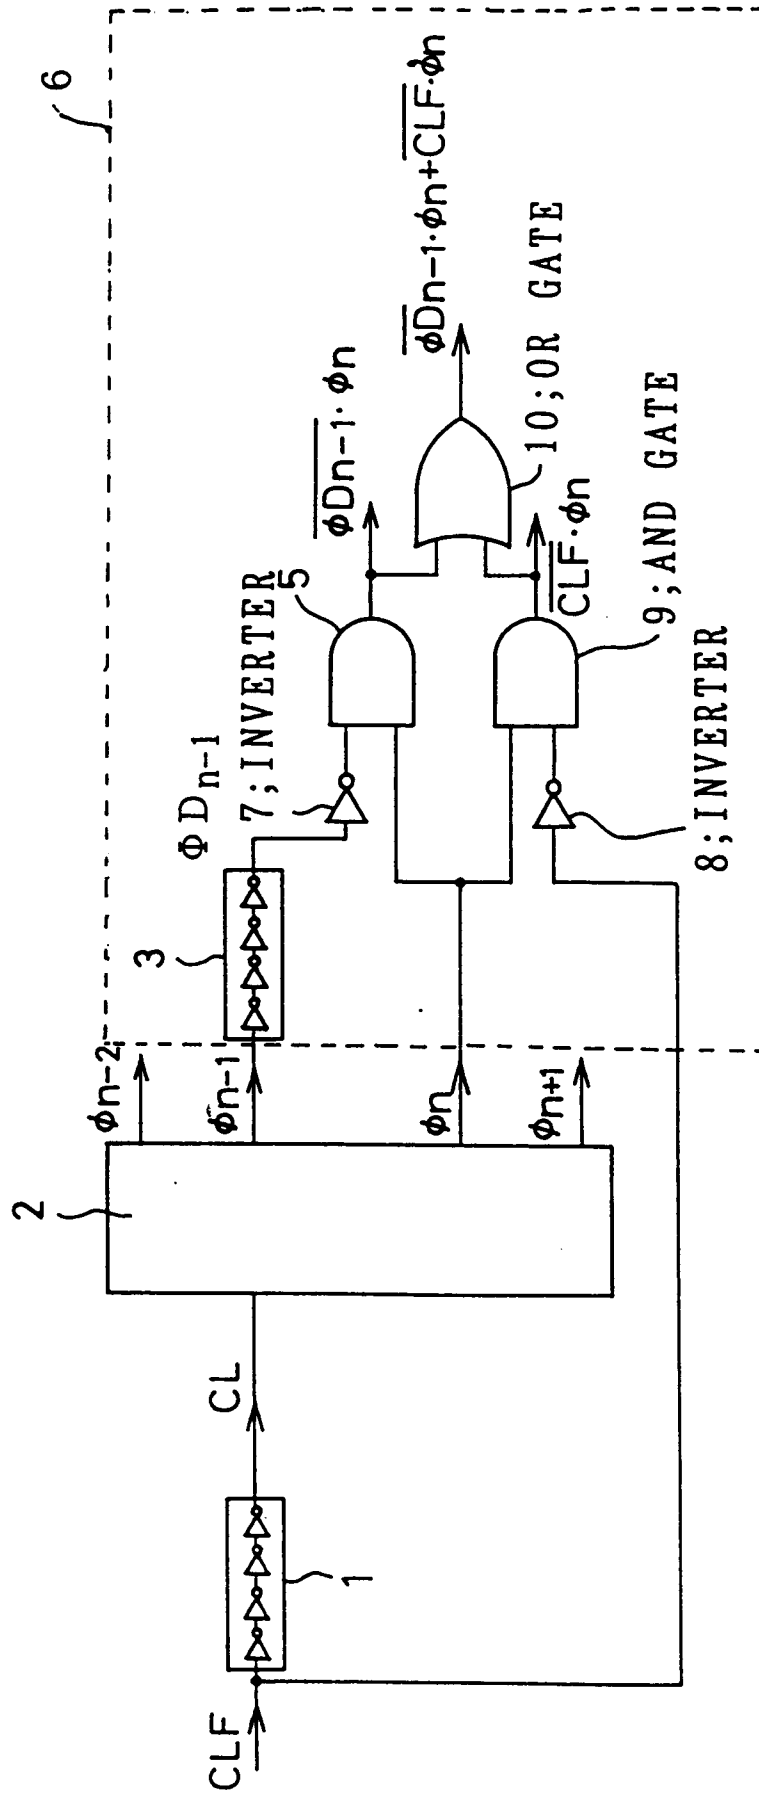 CLF
1
CL
2
ϕn-2
ϕn-1
ϕn
ϕn+1
6
3
ΦDn-1
7;INVERTER
5
8;INVERTER
9;AND GATE
10;OR GATE
ϕDn-1·ϕn
CLF·ϕn
ϕDn-1·ϕn+CLF·ϕn